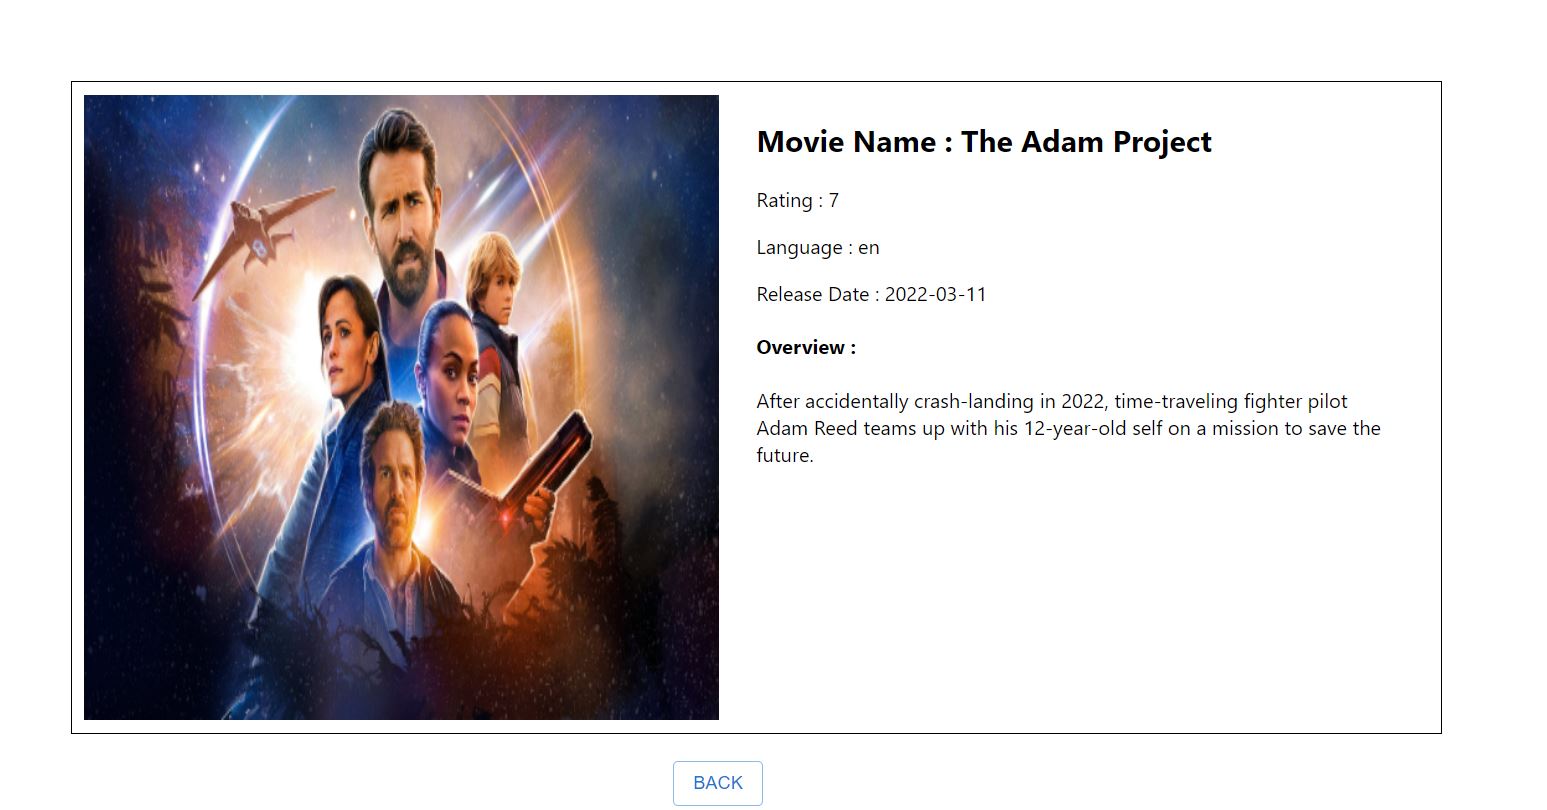 Movie Name : The Adam Project
Rating : 7
Language : en
Release Date : 2022-03-11
Overview :
After accidentally crash-landing in 2022, time-traveling fighter pilot
Adam Reed teams up with his 12-year-old self on a mission to save the
future.
BACK